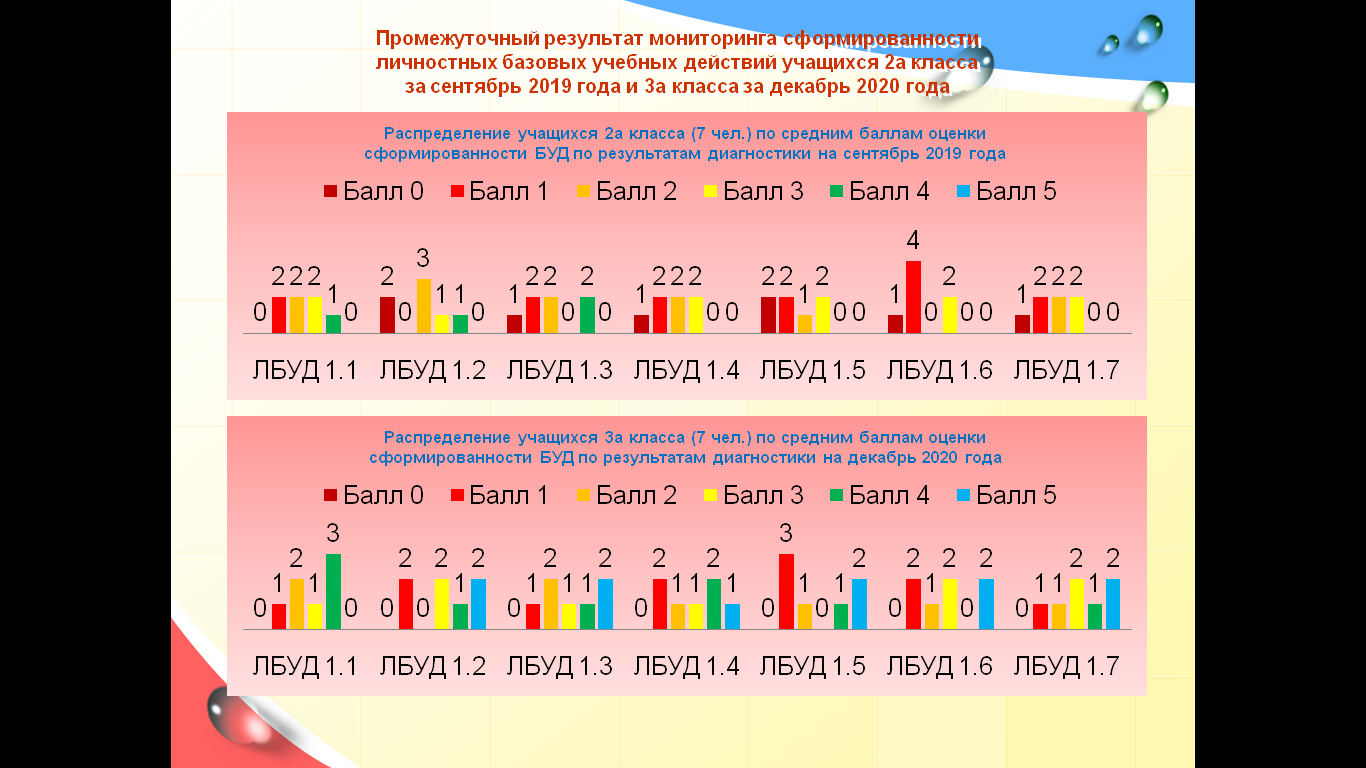 Промежуточный результат мониторинга сформированности
личностных базовых учебных действий учащихся 2а класса
за сентябрь 2019 года и 3а класса за декабрь 2020 года
Распределение учащихся 2а класса (7 чел.) по средним баллам оценки
сформированности БУД по результатам диагностики на сентябрь 2019 года
Балл 0 Балл 1 Балл 2 Балл 3 Балл 4 Балл 5
0 2 2 2 1 0 2 0 3 1 1 0 1 2 2 0 2 0 1 2 2 2 0 0 2 2 1 2 0 0 1 4 0 2 0 0 1 2 2 2 0 0
ЛБУД 1.1 ЛБУД 1.2 ЛБУД 1.3 ЛБУД 1.4 ЛБУД 1.5 ЛБУД 1.6 ЛБУД 1.7
Распределение учащихся 3а класса (7 чел.) по средним баллам оценки
сформированности БУД по результатам диагностики на декабрь 2020 года
Балл 0 Балл 1 Балл 2 Балл 3 Балл 4 Балл 5
0 1 2 1 3 0 0 2 0 2 1 2 0 1 2 1 1 2 0 2 1 1 2 1 0 3 1 0 1 2 0 2 1 2 0 2 0 1 1 2 1 2
ЛБУД 1.1 ЛБУД 1.2 ЛБУД 1.3 ЛБУД 1.4 ЛБУД 1.5 ЛБУД 1.6 ЛБУД 1.7